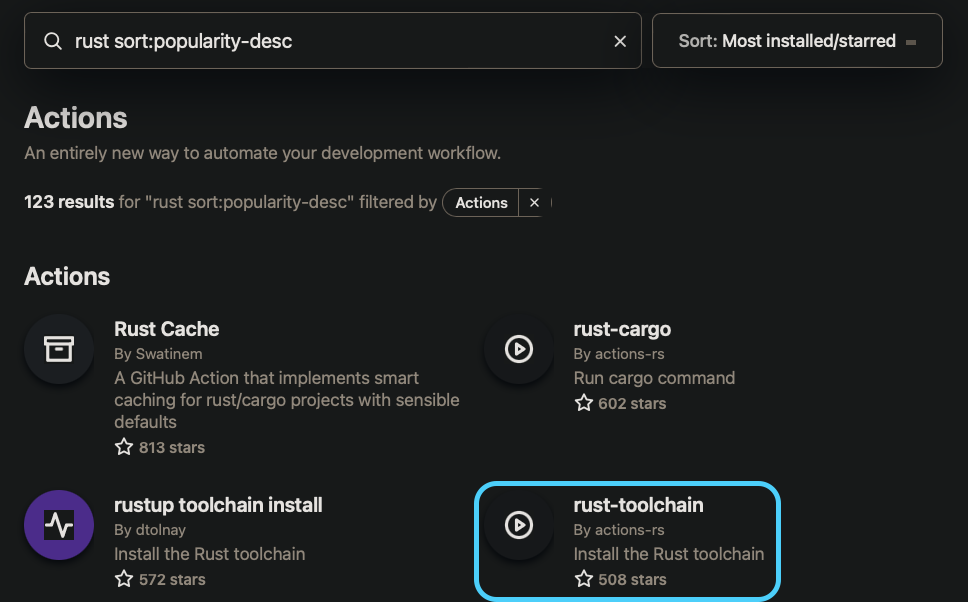 rust sort:popularity-desc
Sort: Most installed/starred
Actions
An entirely new way to automate your development workflow.
123 results for "rust sort:popularity-desc" filtered by Actions
Actions
Rust Cache
By Swatinem
A GitHub Action that implements smart
caching for rust/cargo projects with sensible
defaults
813 stars
rust-cargo
By actions-rs
Run cargo command
602 stars
rustup toolchain install
By dtolnay
Install the Rust toolchain
572 stars
rust-toolchain
By actions-rs
Install the Rust toolchain
508 stars